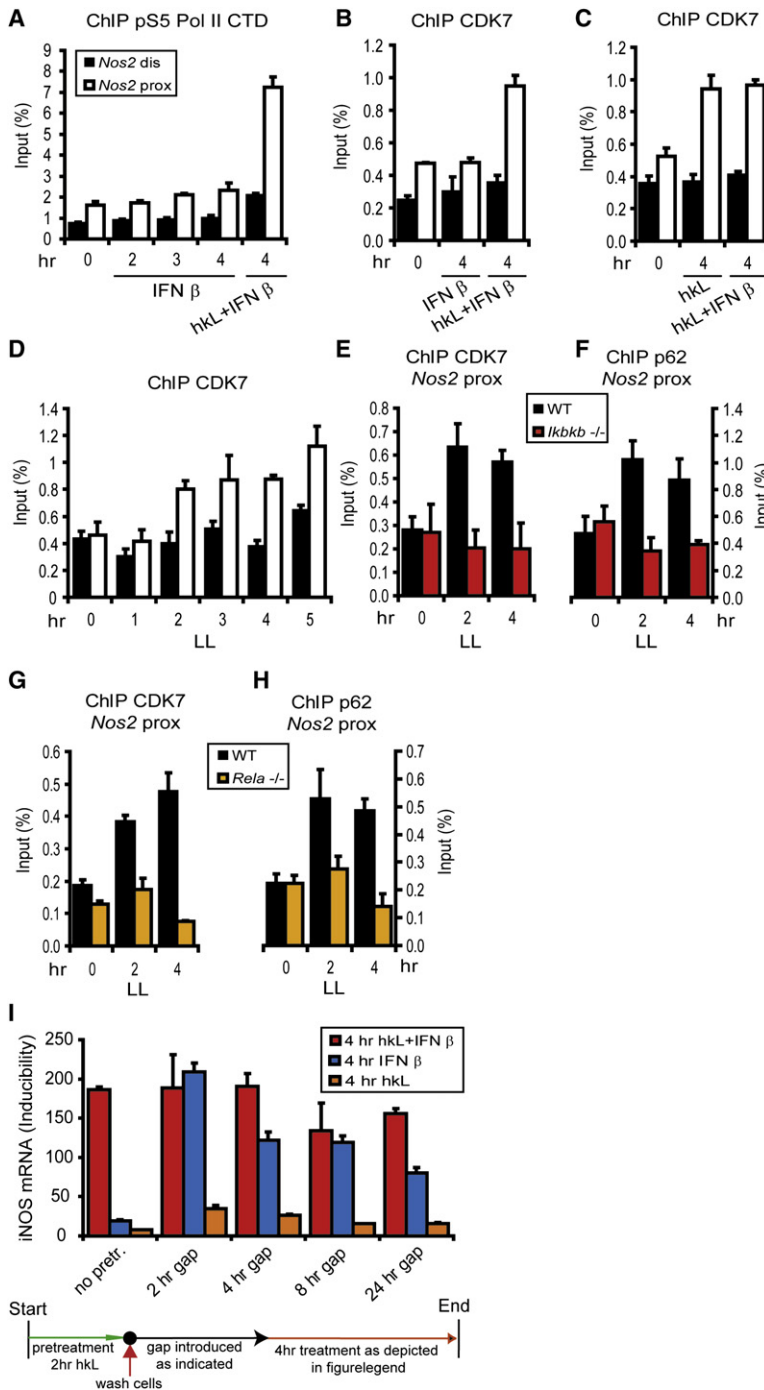 A
ChIP pS5 Pol II CTD
Nos2 dis
Nos2 prox
Input (%)
9
8
7
6
5
4
3
2
1
0
hr
0 2 3 4 4
IFN β
hkL+IFN β
B
ChIP CDK7
Input (%)
1.2
1.0
0.8
0.6
0.4
0.2
0.0
hr
0 4 4
IFN β
hkL+IFN β
C
ChIP CDK7
Input (%)
1.2
1.0
0.8
0.6
0.4
0.2
0.0
hr
0 4 4
hkL
hkL+IFN β
D
ChIP CDK7
Input (%)
1.4
1.2
1
0.8
0.6
0.4
0.2
0
hr
0 1 2 3 4 5
LL
E
ChIP CDK7
Nos2 prox
WT
Ikbkb -/-
Input (%)
0.8
0.7
0.6
0.5
0.4
0.3
0.2
0.1
0.0
hr
0 2 4
LL
F
ChIP p62
Nos2 prox
1.4
1.2
1.0
0.8
0.6
0.4
0.2
0.0
Input (%)
0 2 4
hr
LL
G
ChIP CDK7
Nos2 prox
WT
Rela -/-
Input (%)
0.6
0.5
0.4
0.3
0.2
0.1
0.0
hr
0 2 4
LL
H
ChIP p62
Nos2 prox
0.7
0.6
0.5
0.4
0.3
0.2
0.1
0.0
Input (%)
0 2 4
hr
LL
I
iNOS mRNA (Inducibility)
250
200
150
100
50
0
4 hr hkL+IFN β
4 hr IFN β
4 hr hkL
no pretr.
2 hr gap
4 hr gap
8 hr gap
24 hr gap
Start
End
pretreatment
2hr hkL
wash cells
gap introduced
as indicated
4hr treatment as depicted
in figurelegend